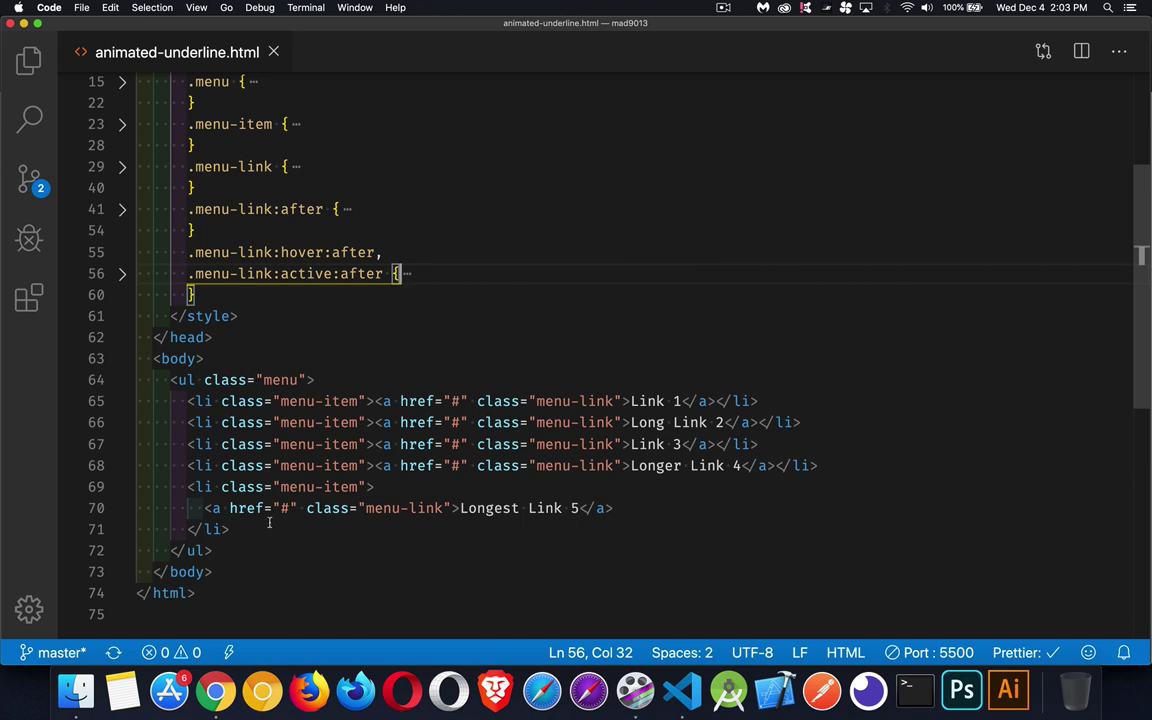 Code File Edit Selection View Go Debug Terminal Window Help 100% Wed Dec 4 2:03 PM
animated-underline.html — mad9013
<> animated-underline.html ×
15 .menu {
22 }
23 .menu-item {
28 }
29 .menu-link {
40 }
41 .menu-link:after {
54 }
55 .menu-link:hover:after,
56 .menu-link:active:after {
60 }
61 </style>
62 </head>
63 <body>
64 <ul class="menu">
65 <li class="menu-item"><a href="#" class="menu-link">Link 1</a></li>
66 <li class="menu-item"><a href="#" class="menu-link">Long Link 2</a></li>
67 <li class="menu-item"><a href="#" class="menu-link">Link 3</a></li>
68 <li class="menu-item"><a href="#" class="menu-link">Longer Link 4</a></li>
69 <li class="menu-item">
70 <a href="#" class="menu-link">Longest Link 5</a>
71 </li>
72 </ul>
73 </body>
74 </html>
75
2
master* 0 0 Ln 56, Col 32 Spaces: 2 UTF-8 LF HTML Port : 5500 Prettier: ✓
6
>_ Ps Ai